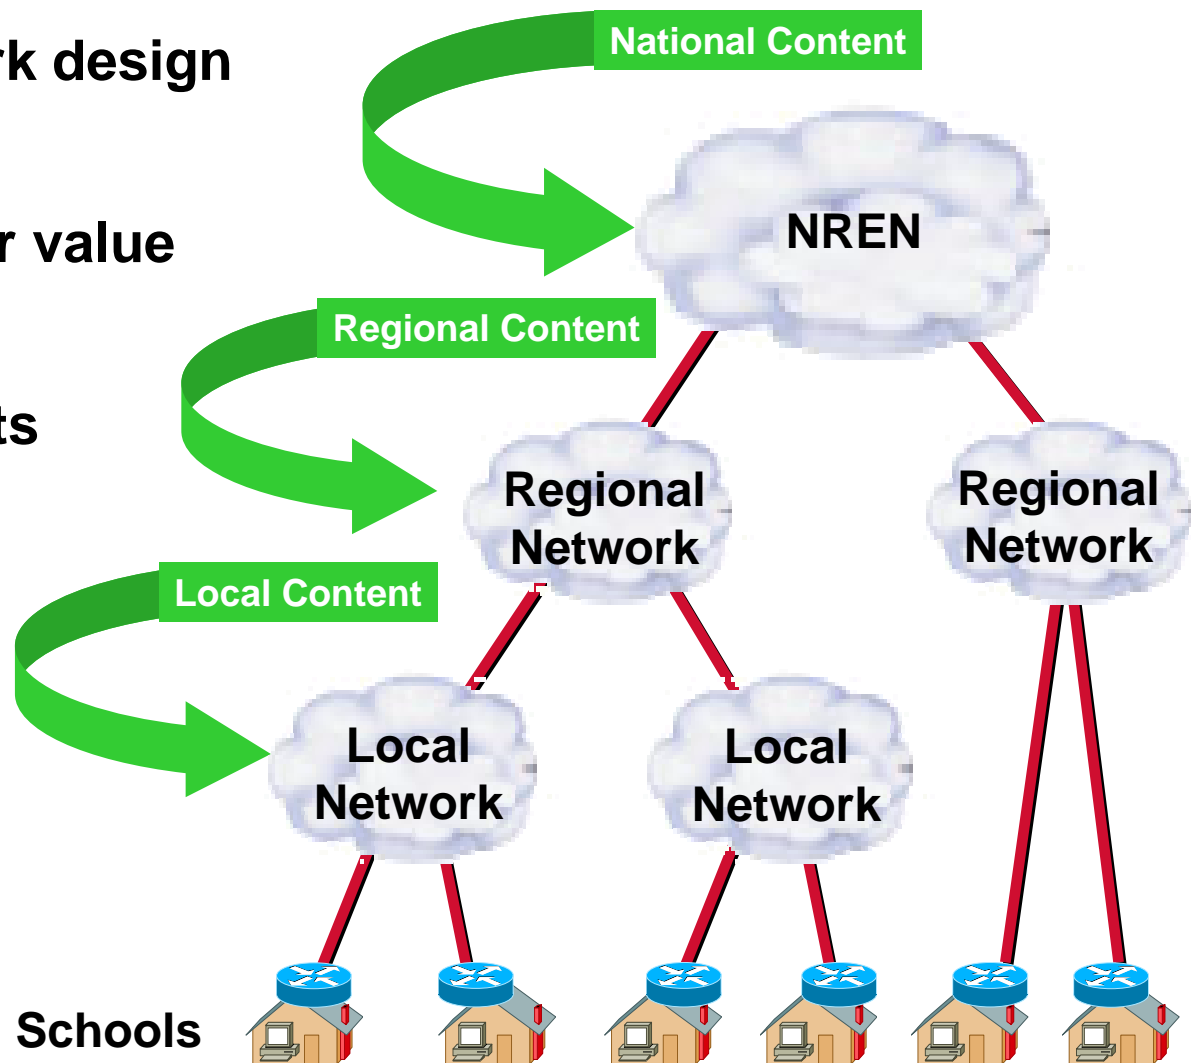 rk design
National Content
NREN
r value
Regional Content
ts
Regional
Network
Regional
Network
Local Content
Local
Network
Local
Network
Schools